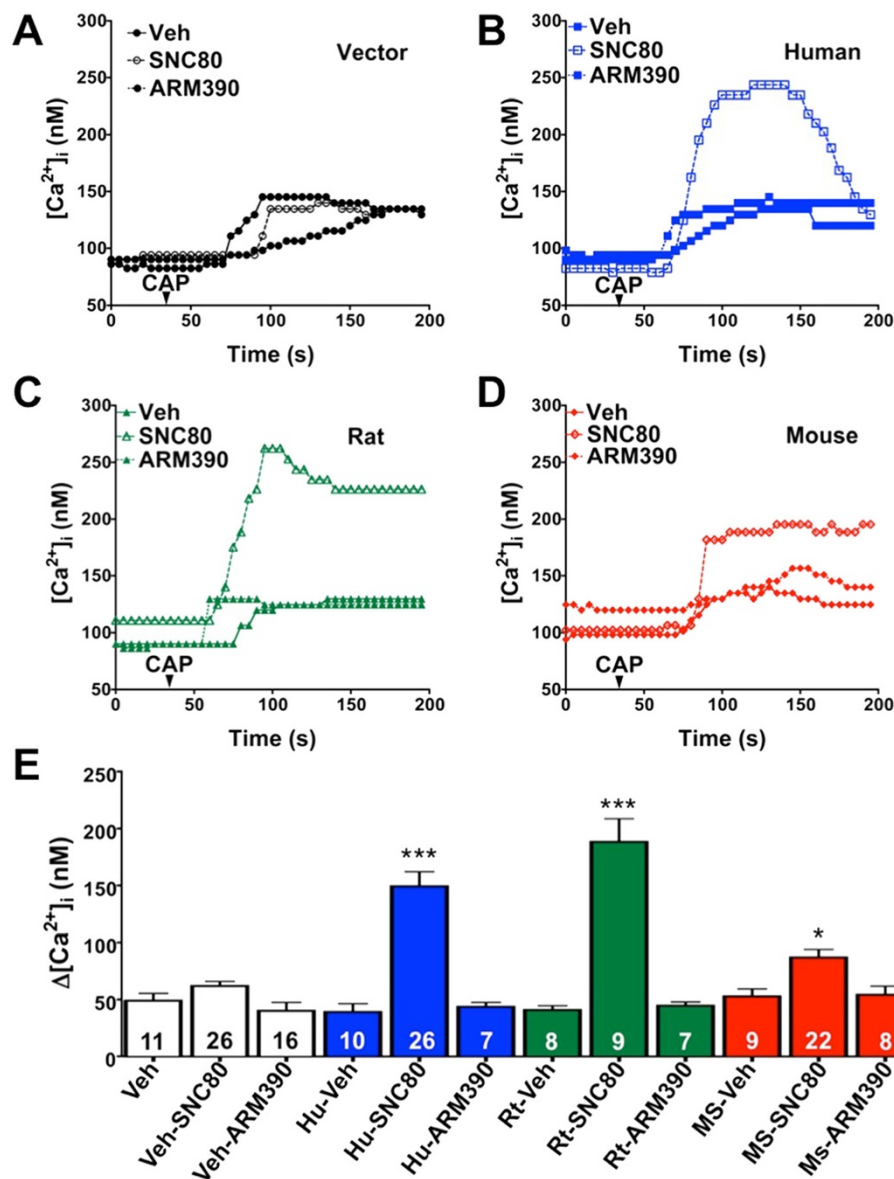 A
Veh
SNC80
ARM390
Vector
[Ca2+]i (nM)
300
250
200
150
100
50
CAP
0 50 100 150 200
Time (s)
B
Veh
SNC80
ARM390
Human
[Ca2+]i (nM)
300
250
200
150
100
50
CAP
0 50 100 150 200
Time (s)
C
Veh
SNC80
ARM390
Rat
[Ca2+]i (nM)
300
250
200
150
100
50
CAP
0 50 100 150 200
Time (s)
D
Veh
SNC80
ARM390
Mouse
[Ca2+]i (nM)
300
250
200
150
100
50
CAP
0 50 100 150 200
Time (s)
E
Δ[Ca2+]i (nM)
250
200
150
100
50
0
*** *** *
11 26 16 10 26 7 8 9 7 9 22 8
Veh
Veh-SNC80
Veh-ARM390
Hu-Veh
Hu-SNC80
Hu-ARM390
Rt-Veh
Rt-SNC80
Rt-ARM390
MS-Veh
MS-SNC80
Ms-ARM390